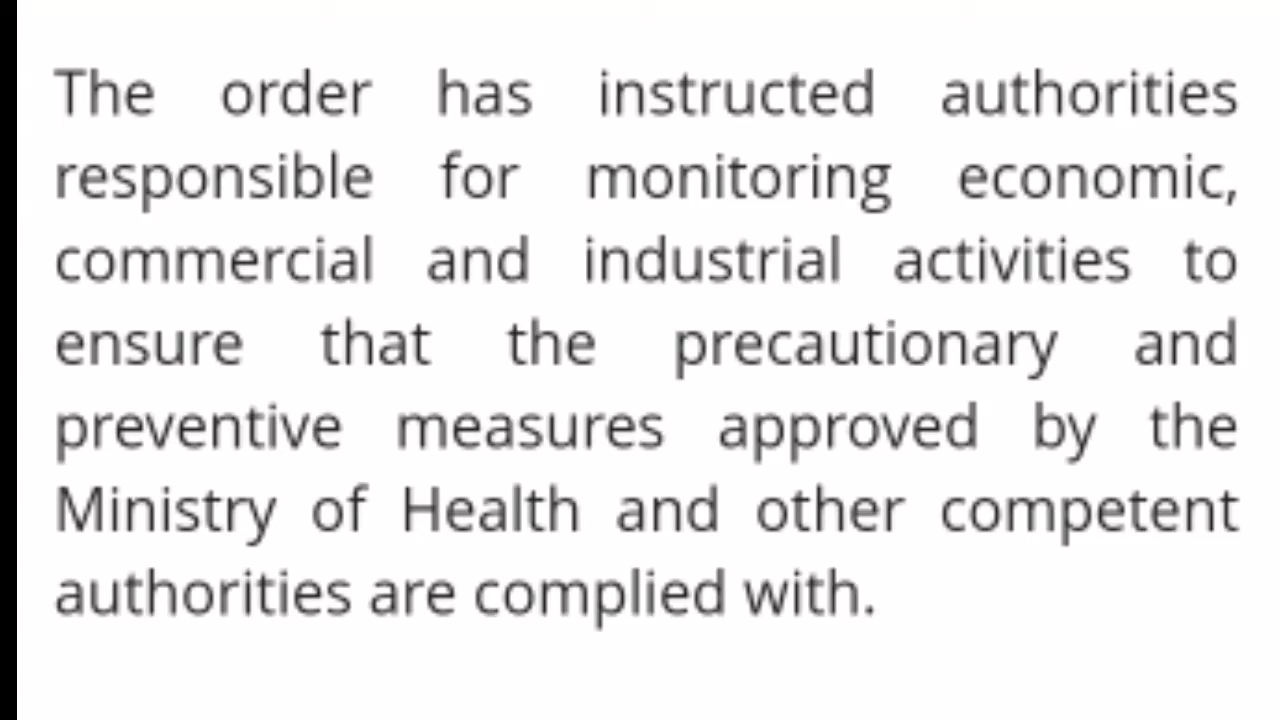 The order has instructed authorities
responsible for monitoring economic,
commercial and industrial activities to
ensure that the precautionary and
preventive measures approved by the
Ministry of Health and other competent
authorities are complied with.